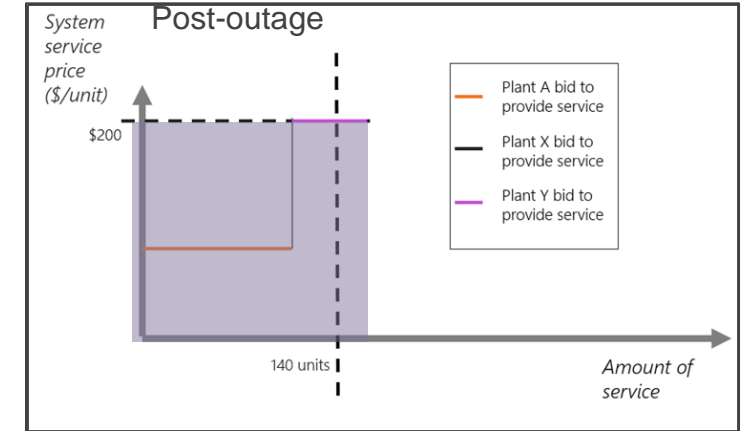 Post-outage
System
service
price
($/unit)
$200
Plant A bid to
provide service
Plant X bid to
provide service
Plant Y bid to
provide service
140 units
Amount of
service